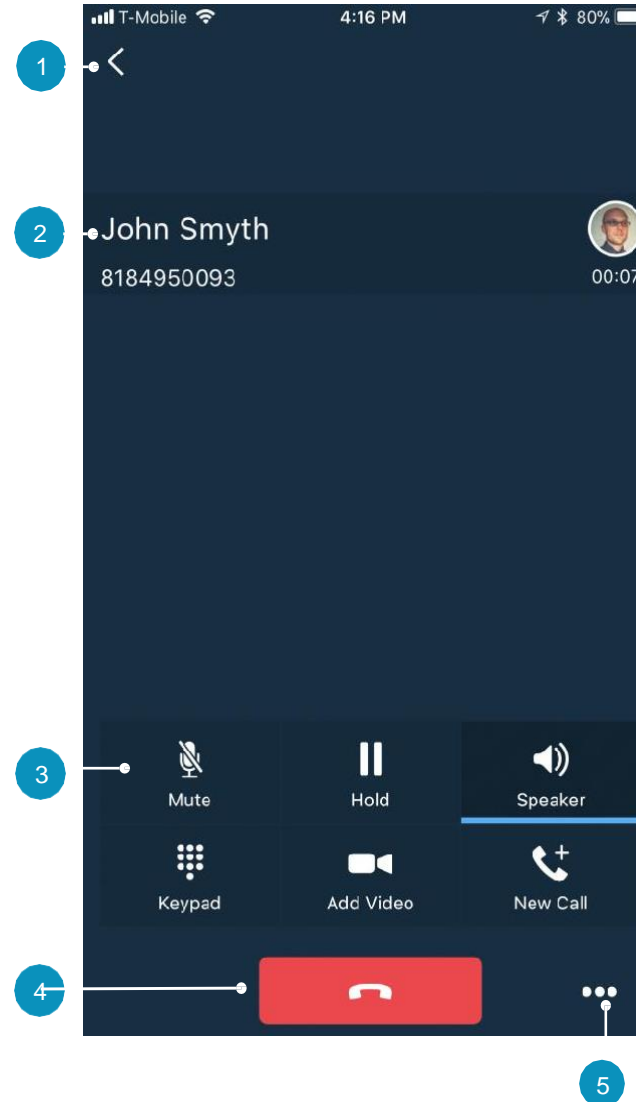 T-Mobile 4:16 PM 80%
1
2
John Smyth
8184950093 00:07
3
Mute Hold Speaker
Keypad Add Video New Call
4
5